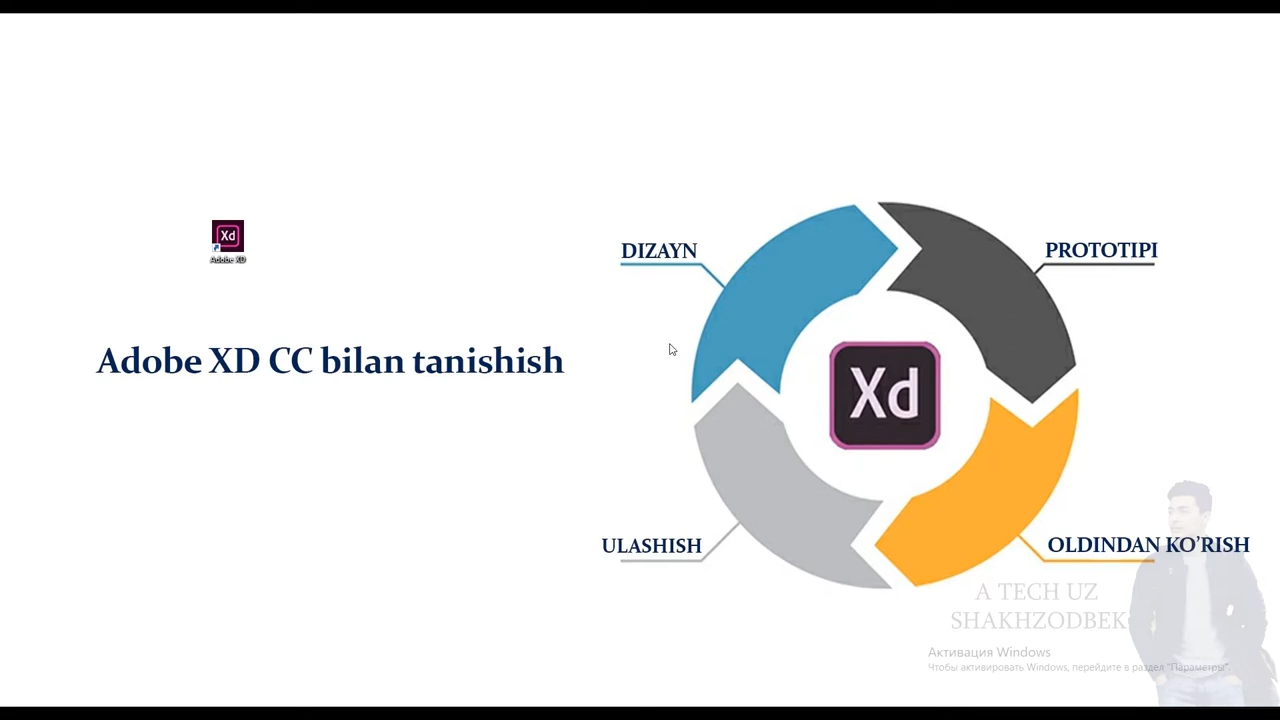 Xd
Adobe XD
Adobe XD CC bilan tanishish
DIZAYN
PROTOTIPI
Xd
ULASHISH
OLDINDAN KO’RISH
A TECH UZ
SHAKHZODBEK
Активация Windows
Чтобы активировать Windows, перейдите в раздел "Параметры".